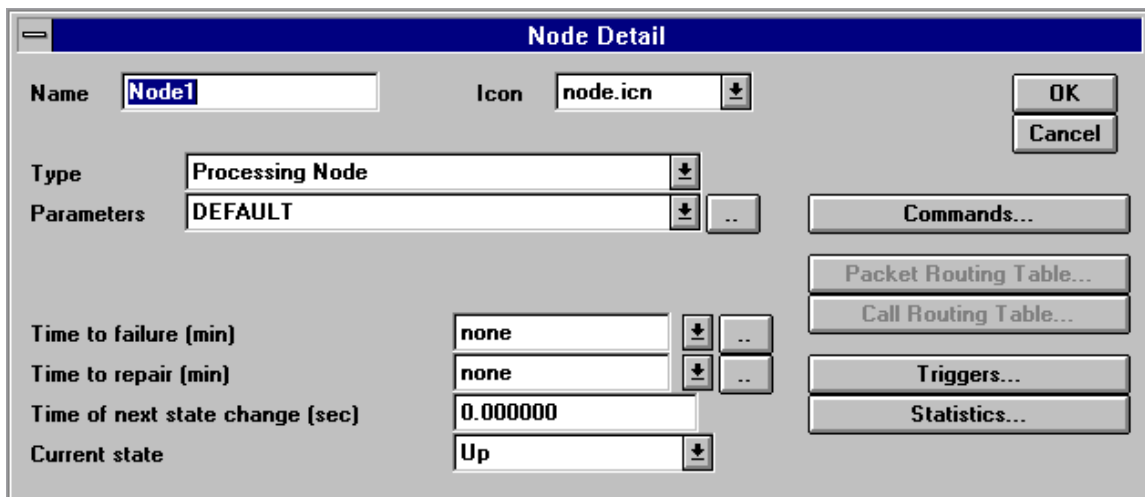 Node Detail
Name Node1 Icon node.icn OK
Cancel
Type Processing Node
Parameters DEFAULT .. Commands...
Packet Routing Table...
Call Routing Table...
Time to failure (min) none ..
Time to repair (min) none .. Triggers...
Time of next state change (sec) 0.000000 Statistics...
Current state Up